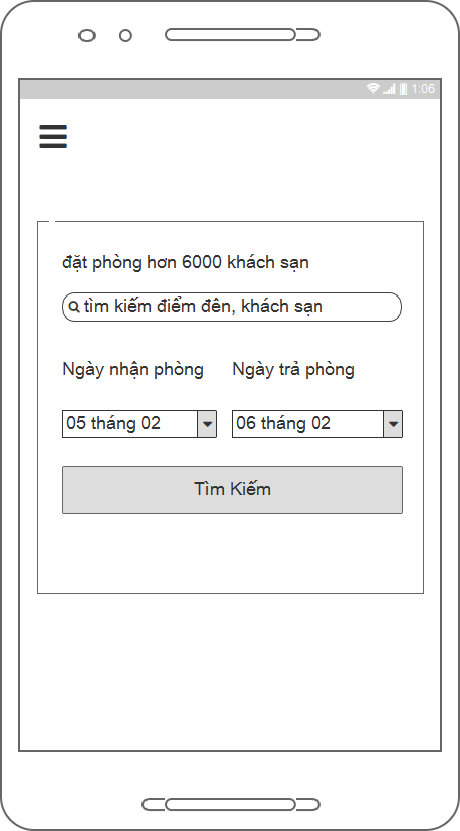 1:06
đặt phòng hơn 6000 khách sạn
tìm kiếm điểm đên, khách sạn
Ngày nhận phòng
Ngày trả phòng
05 tháng 02
06 tháng 02
Tìm Kiếm